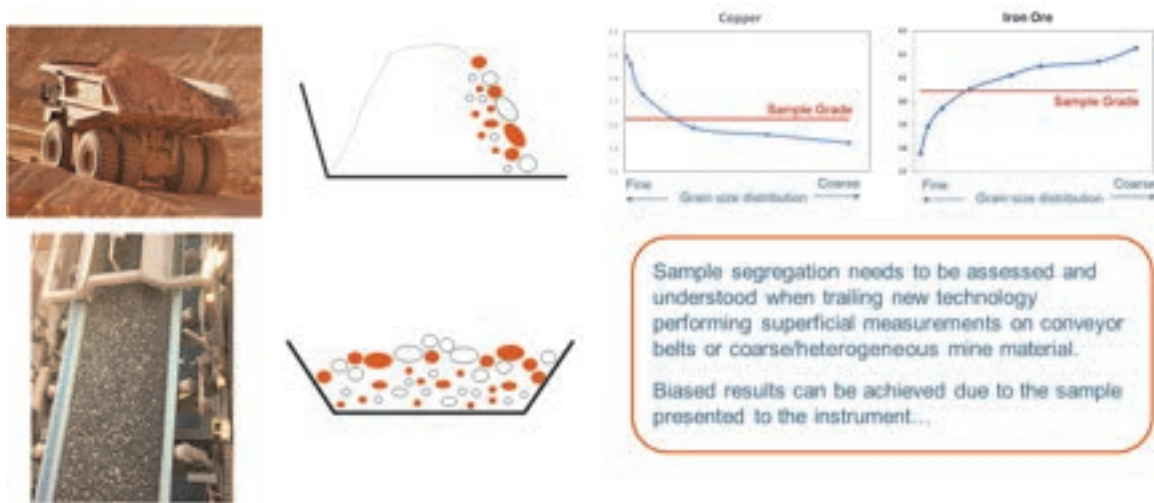 Copper
Sample Grade
Fine
Coarse
Grain-size distribution
Iron Ore
Sample Grade
Fine
Coarse
Grain-size distribution
Sample segregation needs to be assessed and
understood when trailing new technology
performing superficial measurements on conveyor
belts or coarse/heterogeneous mine material.
Biased results can be achieved due to the sample
presented to the instrument...